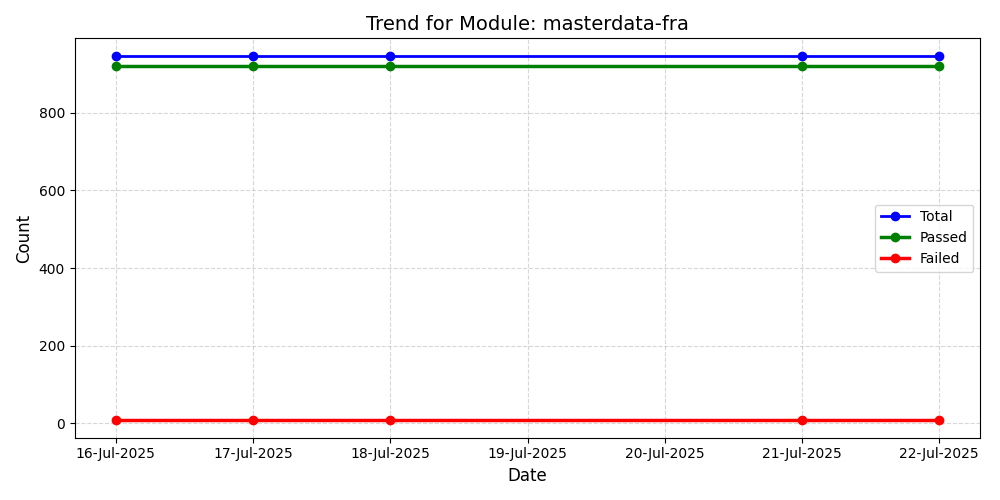 Trend for Module: masterdata-fra
Count
800
600
400
200
0
Total
Passed
Failed
16-Jul-2025 17-Jul-2025 18-Jul-2025 19-Jul-2025 20-Jul-2025 21-Jul-2025 22-Jul-2025
Date